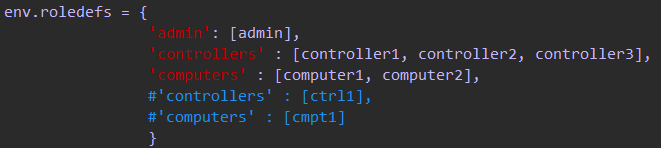 env.roledefs = {
'admin': [admin],
'controllers' : [controller1, controller2, controller3],
'computers' : [computer1, computer2],
#'controllers' : [ctrl1],
#'computers' : [cmpt1]
}